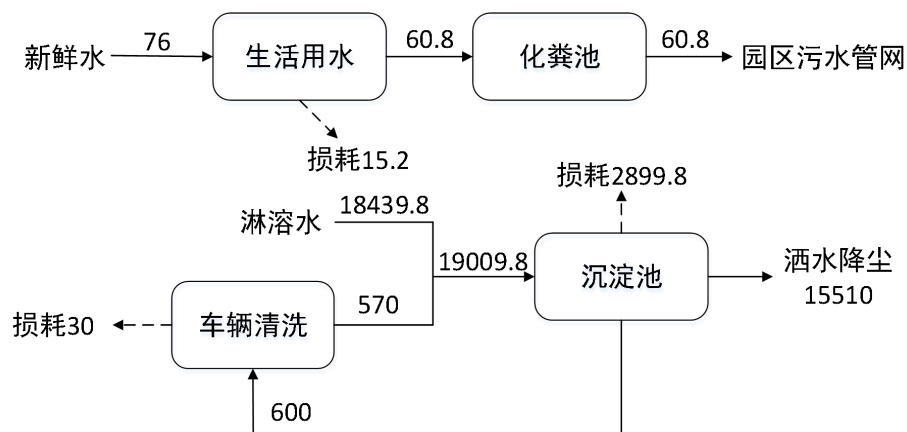 新鲜水
76
生活用水
60.8
化粪池
60.8
园区污水管网
损耗15.2
损耗2899.8
淋溶水
18439.8
19009.8
沉淀池
洒水降尘
15510
损耗30
车辆清洗
570
600